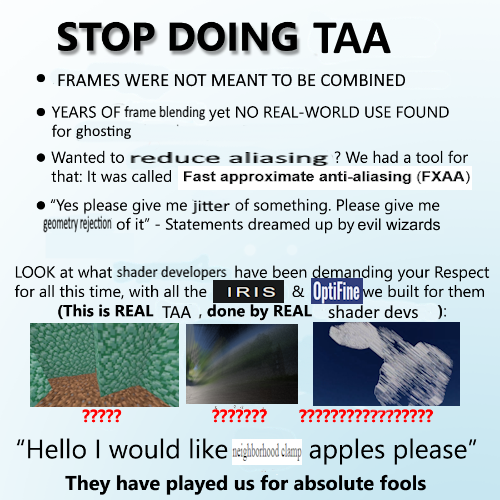 STOP DOING TAA
• FRAMES WERE NOT MEANT TO BE COMBINED
• YEARS OF frame blending yet NO REAL-WORLD USE FOUND
for ghosting
• Wanted to reduce aliasing ? We had a tool for
that: It was called Fast approximate anti-aliasing (FXAA)
• “Yes please give me jitter of something. Please give me
geometry rejection of it” - Statements dreamed up by evil wizards
LOOK at what shader developers have been demanding your Respect
for all this time, with all the IRIS & OptiFine we built for them
(This is REAL TAA , done by REAL shader devs ):
????? ??????? ?????????????????
“Hello I would like neighborhood clamp apples please”
They have played us for absolute fools